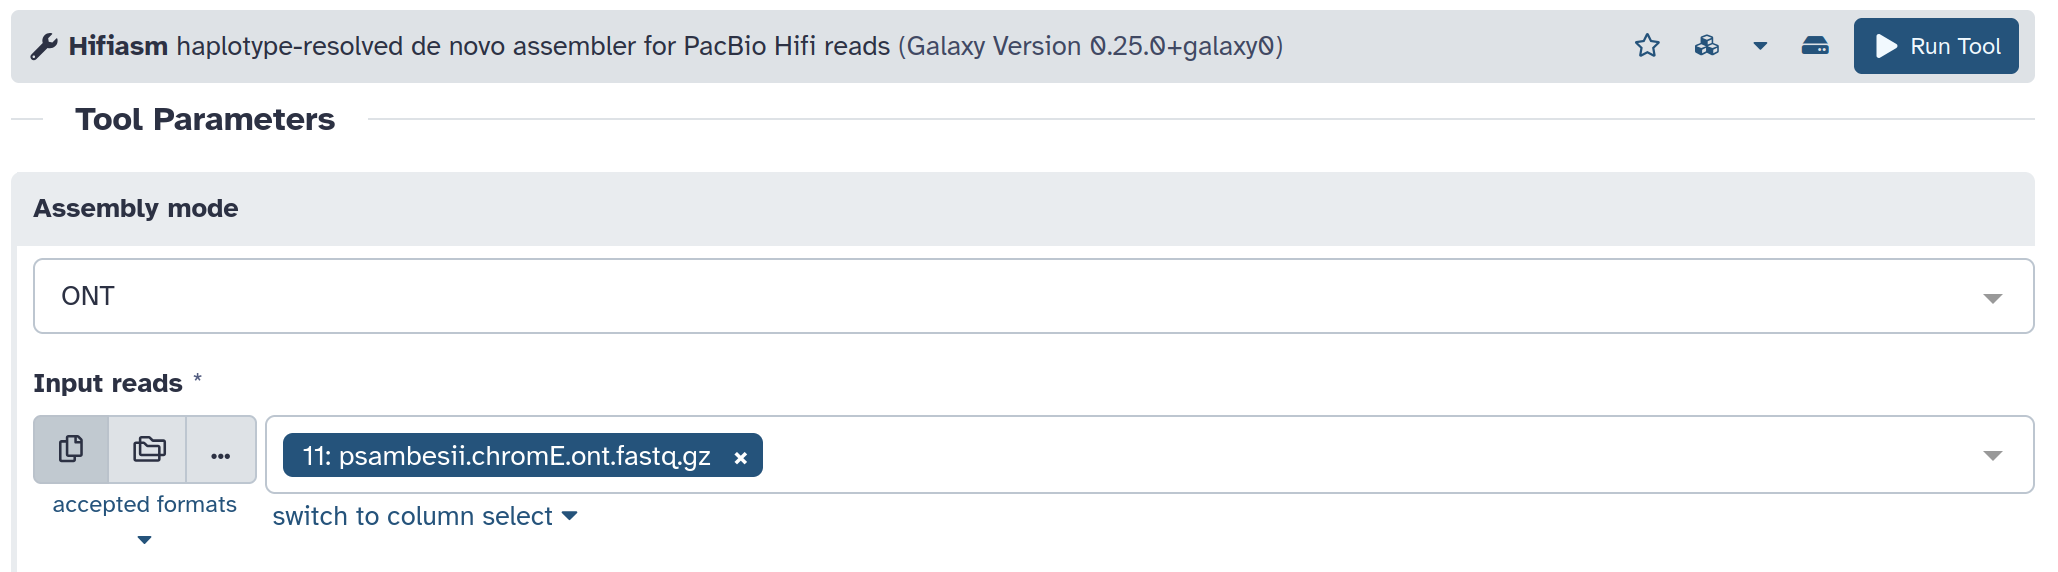 Hifiasm haplotype-resolved de novo assembler for PacBio Hifi reads (Galaxy Version 0.25.0+galaxy0)
Run Tool
Tool Parameters
Assembly mode
ONT
Input reads *
...
11: psambesii.chromE.ont.fastq.gz ×
accepted formats
switch to column select